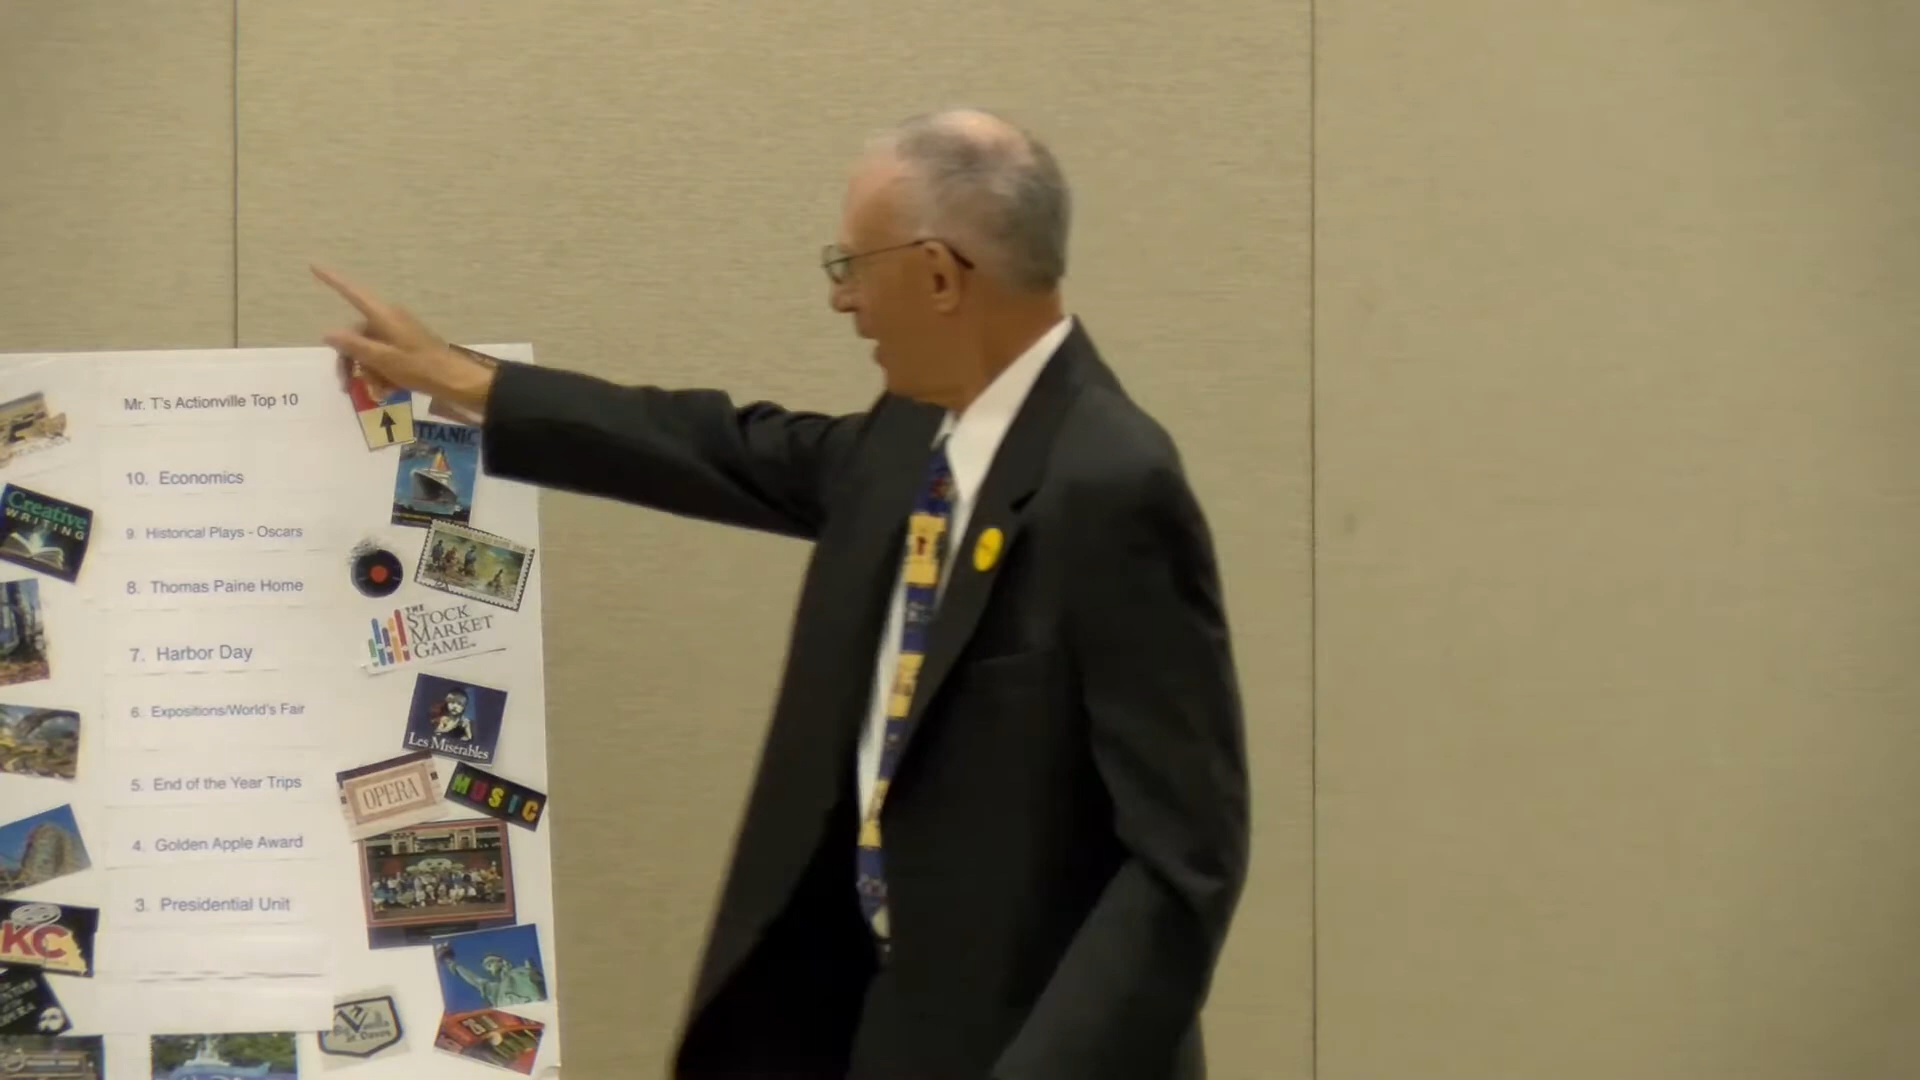 Mr. T's Actionville Top 10
10. Economics
9. Historical Plays - Oscars
8. Thomas Paine Home
7. Harbor Day
6. Expositions/World's Fair
5. End of the Year Trips
4. Golden Apple Award
3. Presidential Unit
Creative
WRITING
KC
OPERA
TITANIC
THE
STOCK
MARKET
GAME
Les Miserables
OPERA
MUSIC